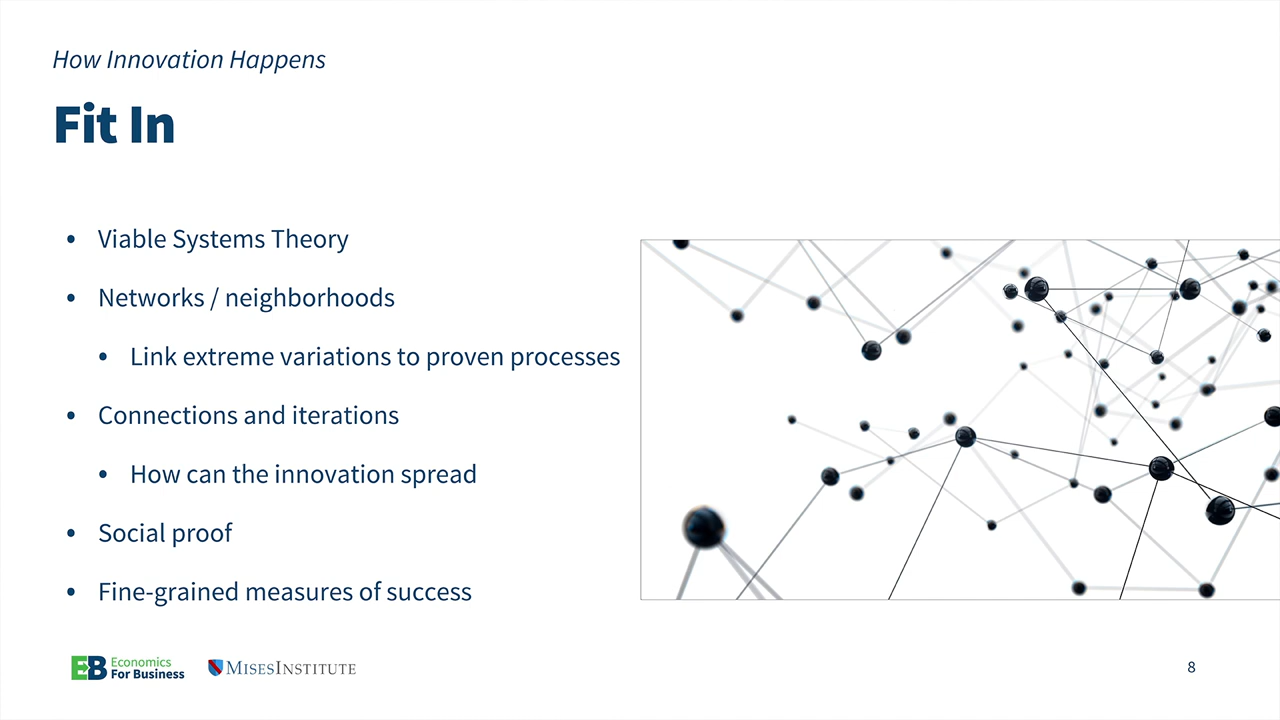 How Innovation Happens
Fit In
• Viable Systems Theory
• Networks / neighborhoods
• Link extreme variations to proven processes
• Connections and iterations
• How can the innovation spread
• Social proof
• Fine-grained measures of success
EB Economics
For Business
MISESINSTITUTE
8